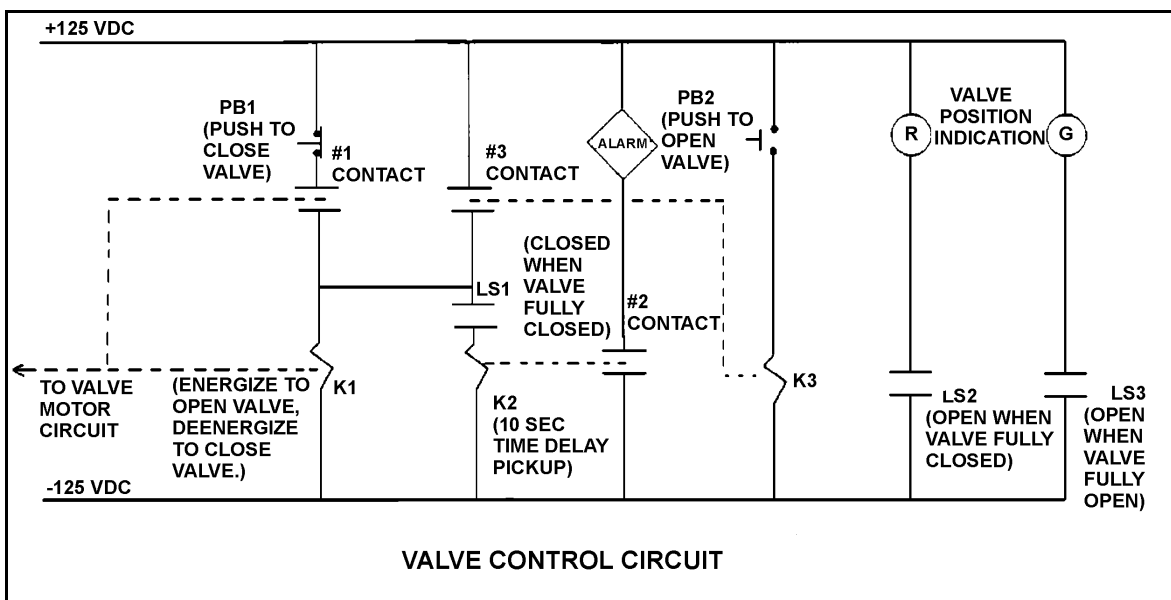 +125 VDC
PB1
(PUSH TO
CLOSE
VALVE)
#1
CONTACT
#3
CONTACT
ALARM
PB2
(PUSH TO
OPEN
VALVE)
R
VALVE
POSITION
INDICATION
G
(CLOSED
WHEN
VALVE
FULLY
CLOSED)
LS1
#2
CONTACT
TO VALVE
MOTOR
CIRCUIT
(ENERGIZE TO
OPEN VALVE,
DEENERGIZE
TO CLOSE
VALVE.)
K1
K2
(10 SEC
TIME DELAY
PICKUP)
K3
LS2
(OPEN WHEN
VALVE FULLY
CLOSED)
LS3
(OPEN
WHEN
VALVE
FULLY
OPEN)
-125 VDC
VALVE CONTROL CIRCUIT